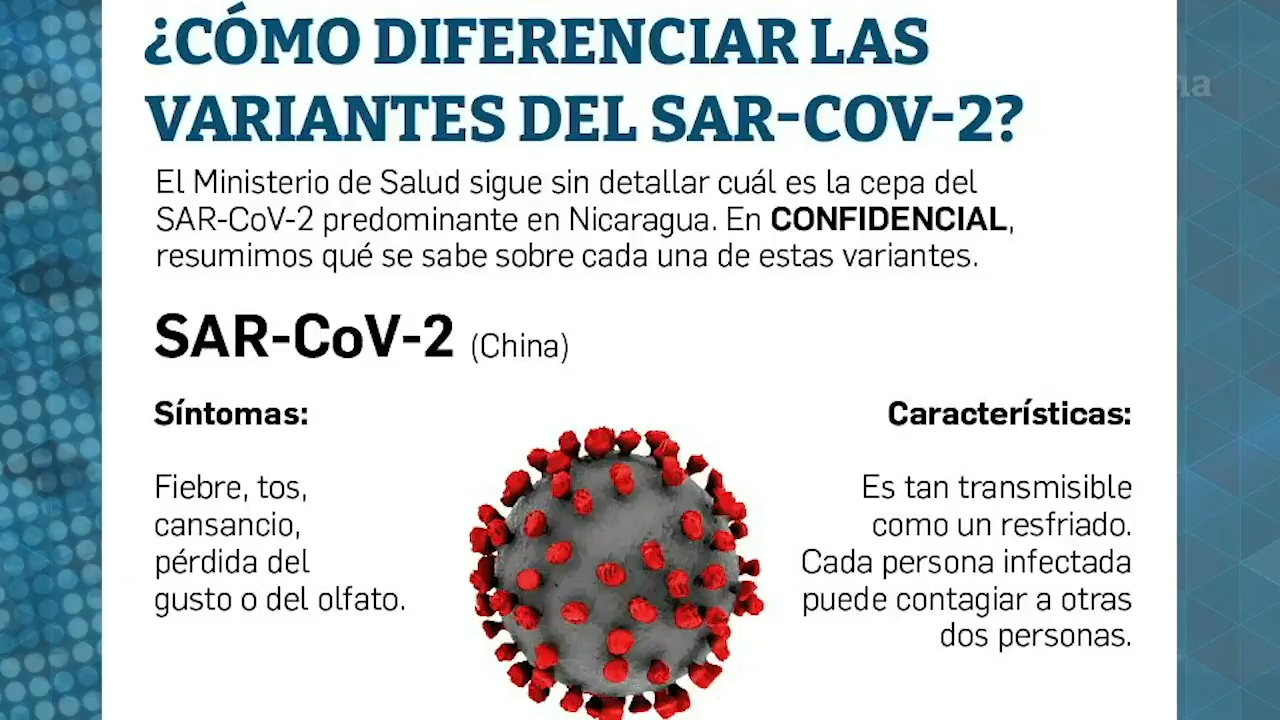 ¿CÓMO DIFERENCIAR LAS
VARIANTES DEL SAR-COV-2?
El Ministerio de Salud sigue sin detallar cuál es la cepa del
SAR-CoV-2 predominante en Nicaragua. En CONFIDENCIAL,
resumimos qué se sabe sobre cada una de estas variantes.
SAR-CoV-2 (China)
Síntomas:
Fiebre, tos,
cansancio,
pérdida del
gusto o del olfato.
Características:
Es tan transmisible
como un resfriado.
Cada persona infectada
puede contagiar a otras
dos personas.